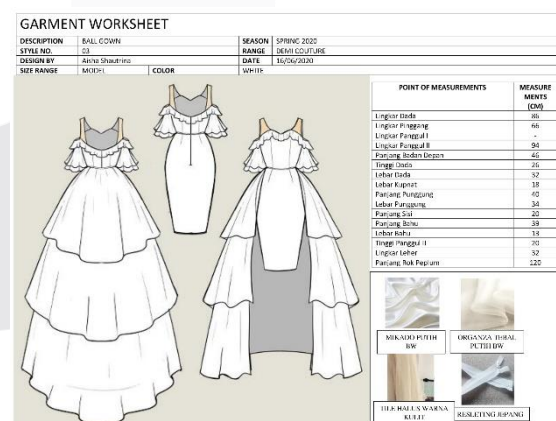 GARMENT WORKSHEET
DESCRIPTION BALL GOWN SEASON SPRING 2020
STYLE NO. 03 RANGE DEMI COUTURE
DESIGN BY Aisha Shautrina DATE 16/06/2020
SIZE RANGE MODEL COLOR WHITE
POINT OF MEASUREMENTS MEASURE
MENTS
(CM)
Lingkar Dada 86
Lingkar Pinggang 66
Lingkar Panggul I -
Lingkar Panggul II 94
Panjang Badan Depan 46
Tinggi Dada 26
Lebar Dada 32
Lebar Kupnat 18
Panjang Punggung 40
Lebar Punggung 34
Panjang Sisi 20
Panjang Bahu 39
Lebar Bahu 13
Tinggi Panggul II 20
Lingkar Leher 32
Panjang Rok Peplum 120
MIKADO PUTIH
BW
ORGANZA TEBAL
PUTIH BW
TILE HALUS WARNA
KULIT
RESLETING JEPANG